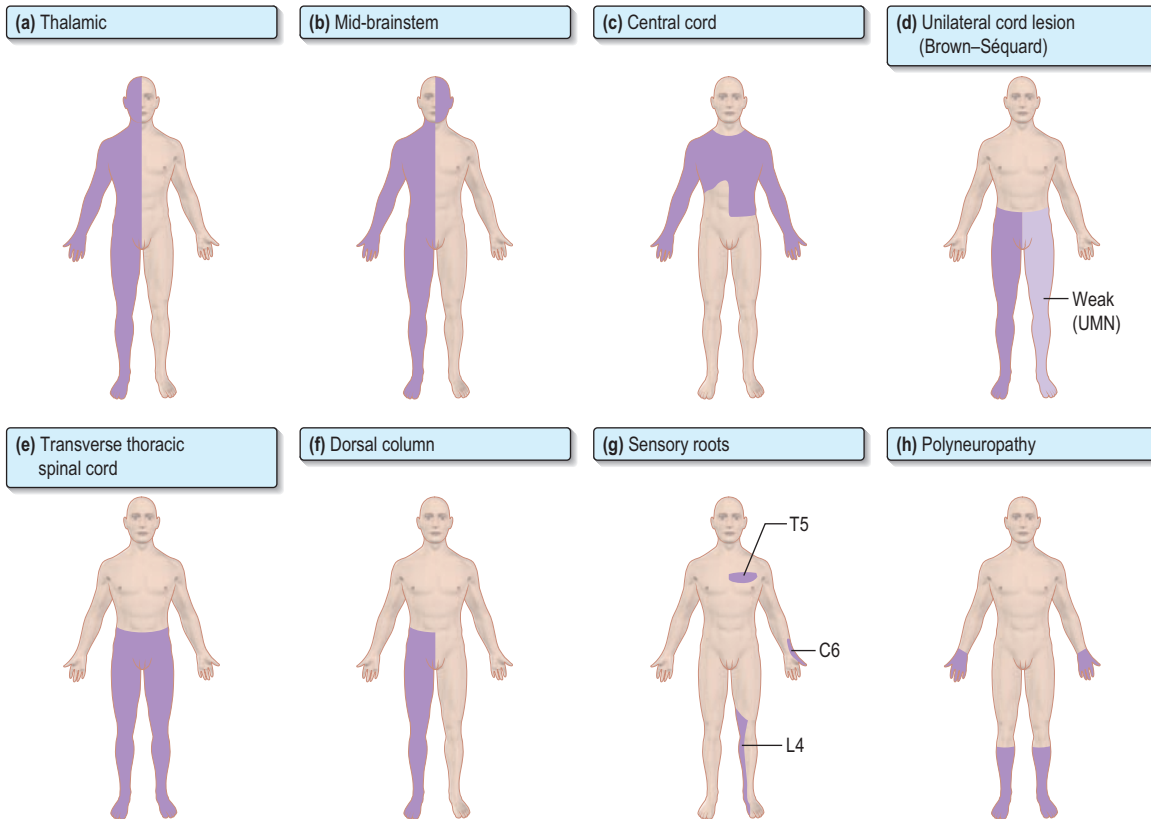 (a) Thalamic
(b) Mid-brainstem
(c) Central cord
(d) Unilateral cord lesion
(Brown–Séquard)
Weak
(UMN)
(e) Transverse thoracic
spinal cord
(f) Dorsal column
(g) Sensory roots
(h) Polyneuropathy
T5
C6
L4